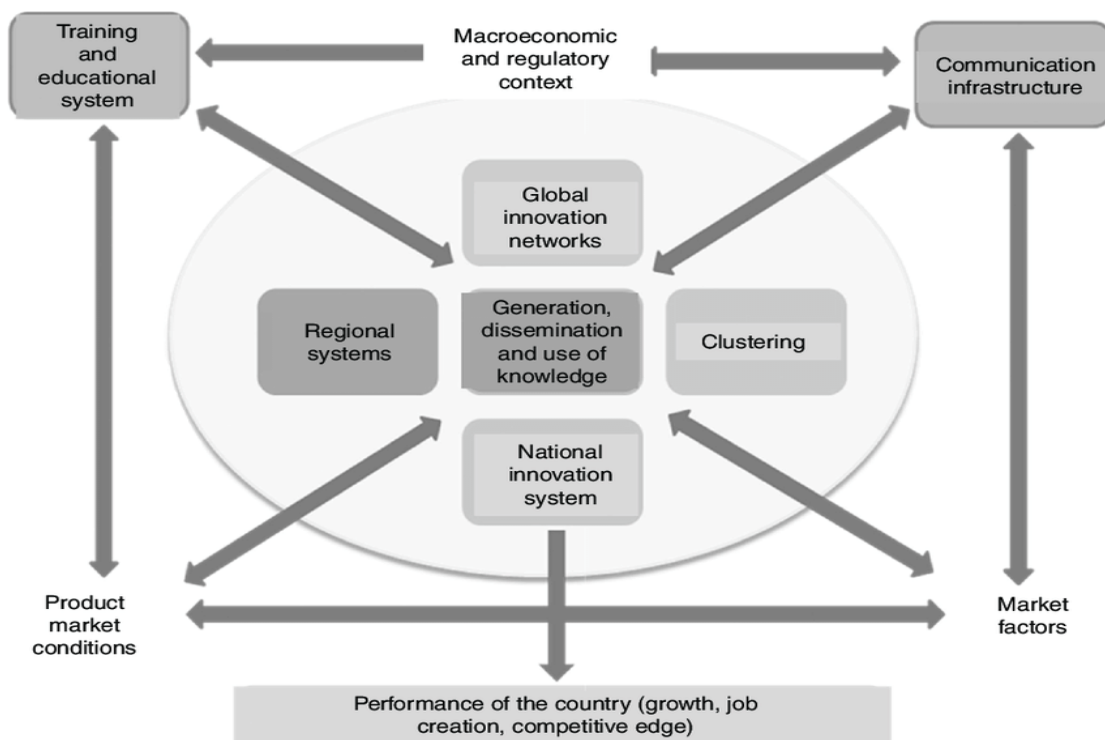 Training
and
educational
system
Macroeconomic
and regulatory
context
Communication
infrastructure
Global
innovation
networks
Regional
systems
Generation,
dissemination
and use of
knowledge
Clustering
National
innovation
system
Product
market
conditions
Market
factors
Performance of the country (growth, job
creation, competitive edge)